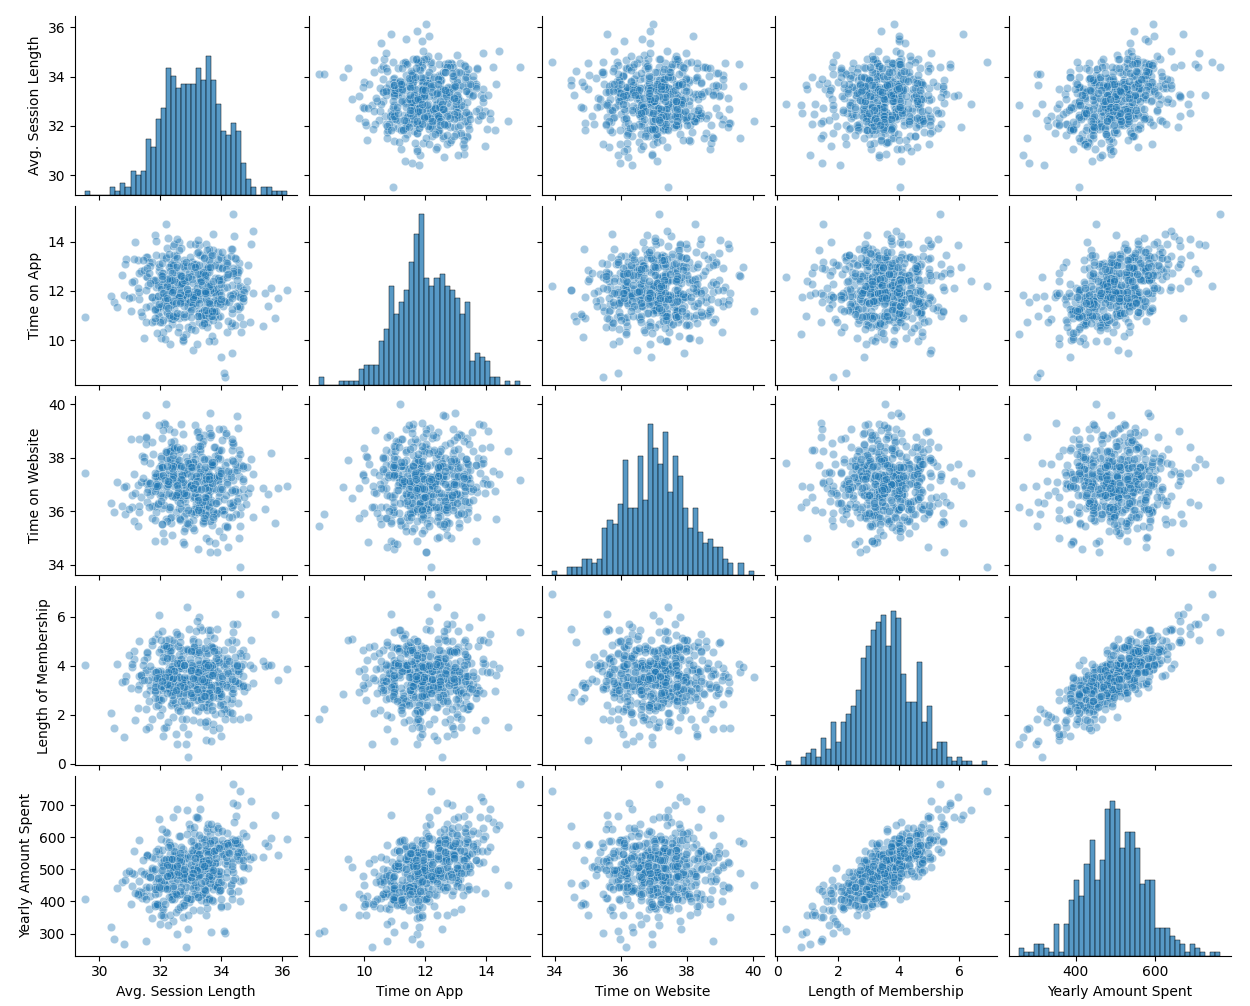 36
34
32
30
Avg. Session Length
14
12
10
Time on App
40
38
36
34
Time on Website
6
4
2
0
Length of Membership
700
600
500
400
300
Yearly Amount Spent
30 32 34 36
10 12 14
34 36 38 40
0 2 4 6
400 600
Avg. Session Length
Time on App
Time on Website
Length of Membership
Yearly Amount Spent